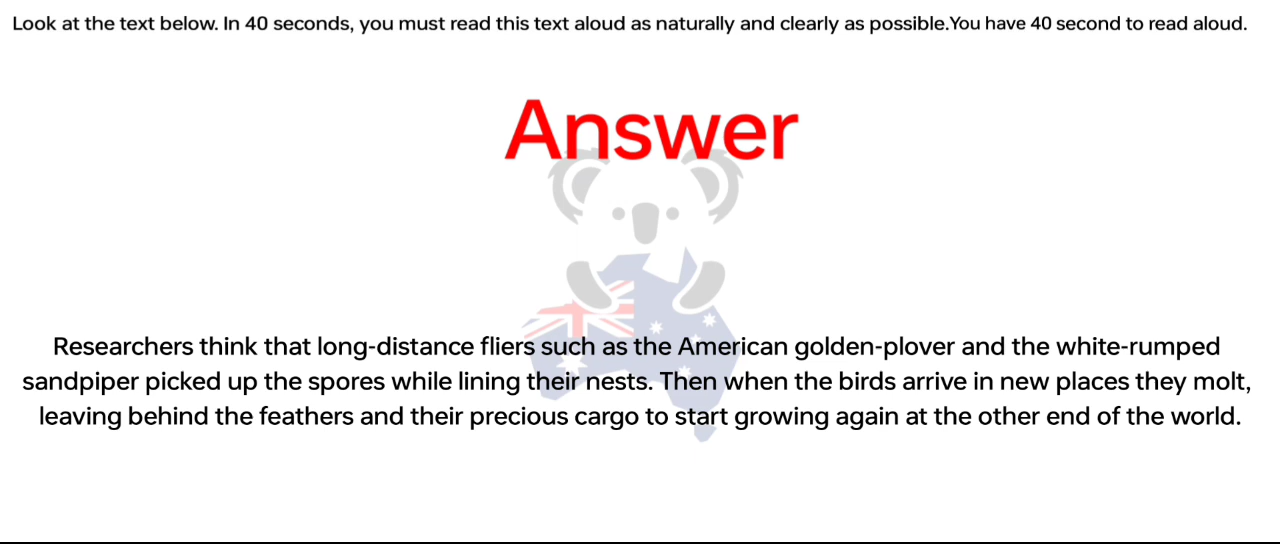 Look at the text below. In 40 seconds, you must read this text aloud as naturally and clearly as possible.You have 40 second to read aloud.
Answer
Researchers think that long-distance fliers such as the American golden-plover and the white-rumped
sandpiper picked up the spores while lining their nests. Then when the birds arrive in new places they molt,
leaving behind the feathers and their precious cargo to start growing again at the other end of the world.